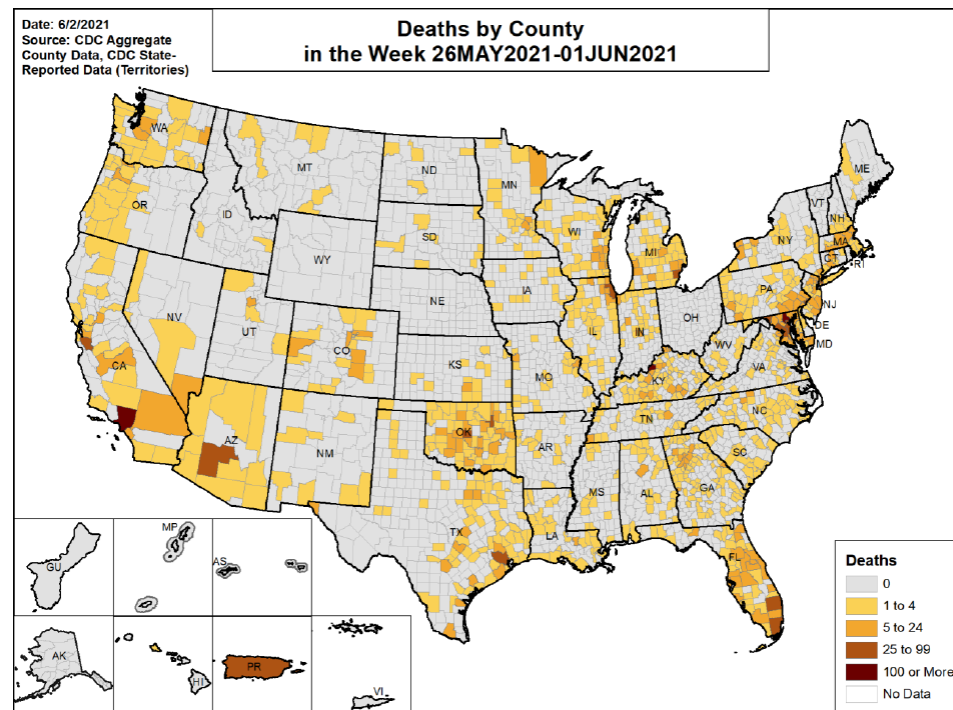 Date: 6/2/2021
Source: CDC Aggregate
County Data, CDC State-
Reported Data (Territories)
Deaths by County
in the Week 26MAY2021-01JUN2021
WA
MT
ND
MN
ME
OR
ID
SD
WI
MI
VT
NH
NY
MA
CT
RI
WY
NE
IA
PA
NJ
NV
UT
CO
IL
IN
OH
DE
MD
WV
VA
CA
KS
MO
KY
AZ
NM
OK
AR
TN
NC
SC
TX
LA
MS
AL
GA
FL
GU
MP
AS
AK
HI
PR
VI
Deaths
0
1 to 4
5 to 24
25 to 99
100 or More
No Data